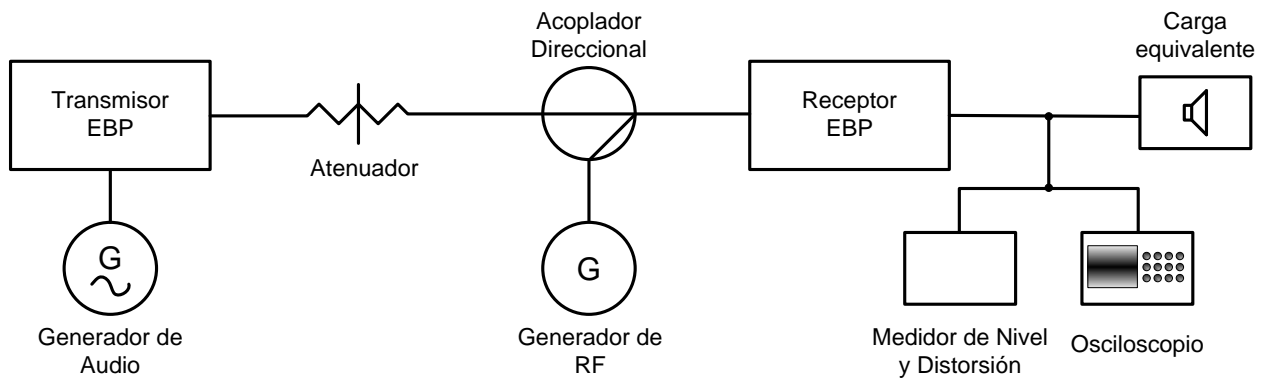 Acoplador
Direccional
Carga
equivalente
Transmisor
EBP
Atenuador
Receptor
EBP
G
Generador de
Audio
G
Generador de
RF
Medidor de Nivel
y Distorsión
Osciloscopio